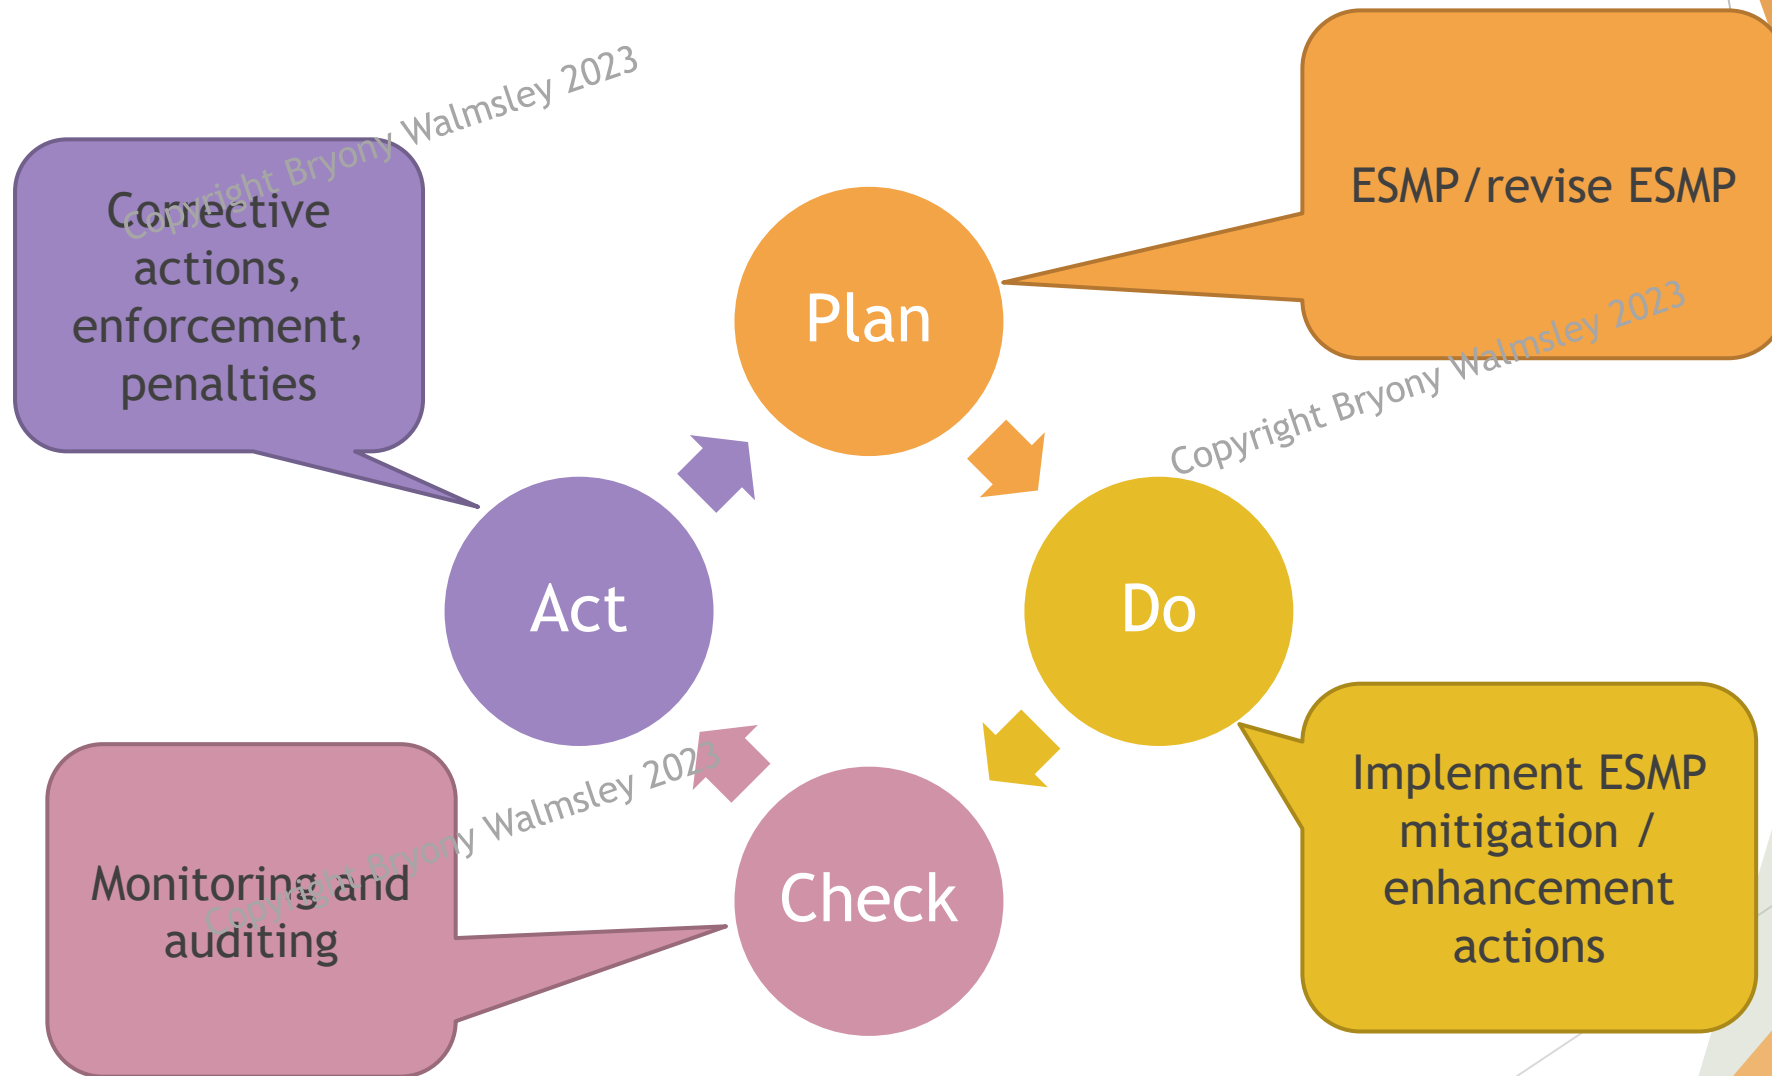 Copyright Bryony Walmsley 2023
Corrective
actions,
enforcement,
penalties
ESMP/revise ESMP
Plan
Copyright Bryony Walmsley 2023
Act
Do
Copyright Bryony Walmsley 2023
Monitoring and
auditing
Check
Implement ESMP
mitigation /
enhancement
actions